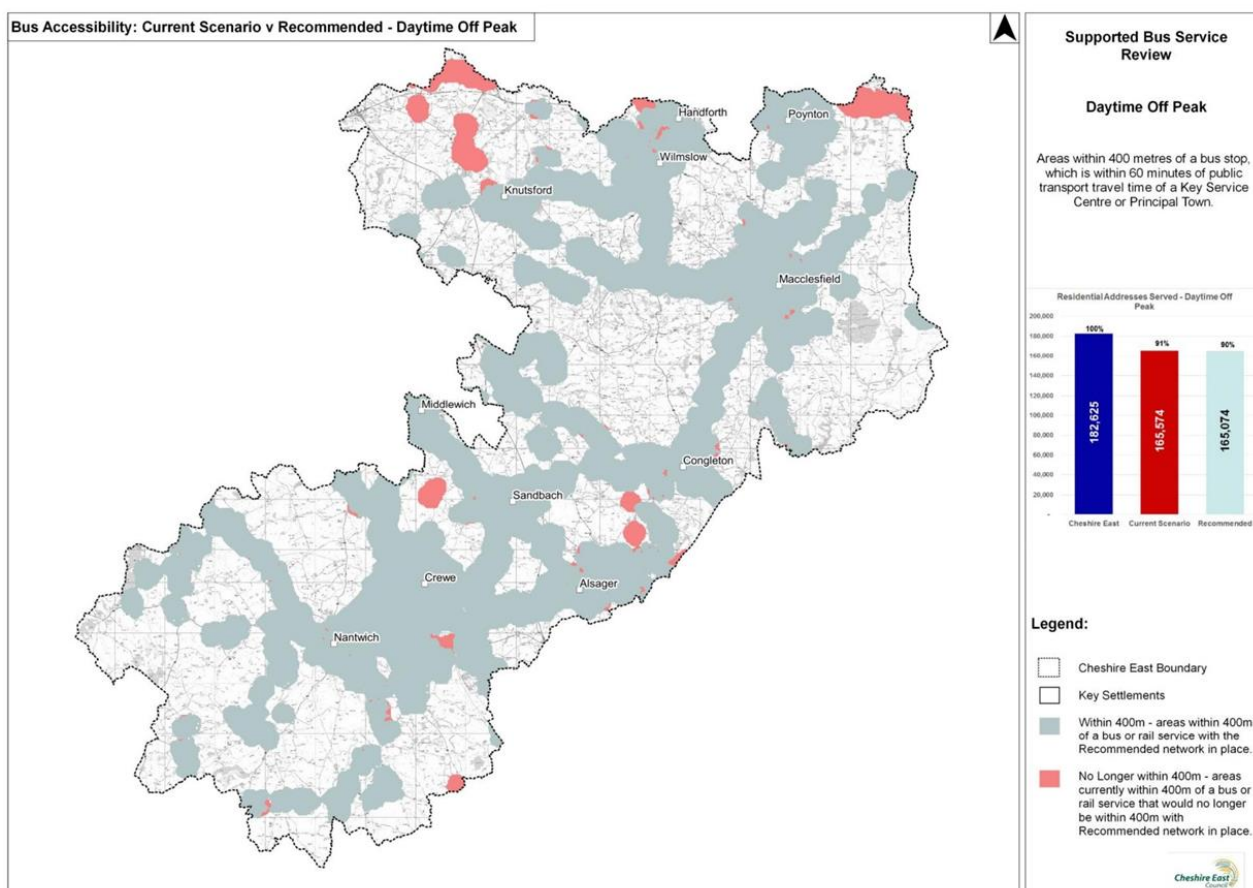 Bus Accessibility: Current Scenario v Recommended - Daytime Off Peak
Handforth
Poynton
Wilmslow
Knutsford
Macclesfield
Middlewich
Congleton
Sandbach
Crewe
Alsager
Nantwich
Supported Bus Service
Review
Daytime Off Peak
Areas within 400 metres of a bus stop,
which is within 60 minutes of public
transport travel time of a Key Service
Centre or Principal Town.
Residential Addresses Served - Daytime Off
Peak
200,000
180,000
160,000
140,000
120,000
100,000
80,000
60,000
40,000
20,000
-
100%
91%
90%
182,625
165,574
165,074
Cheshire East
Current Scenario
Recommended
Legend:
Cheshire East Boundary
Key Settlements
Within 400m - areas within 400m
of a bus or rail service with the
Recommended network in place.
No Longer within 400m - areas
currently within 400m of a bus or
rail service that would no longer
be within 400m with
Recommended network in place.
Cheshire East
Council